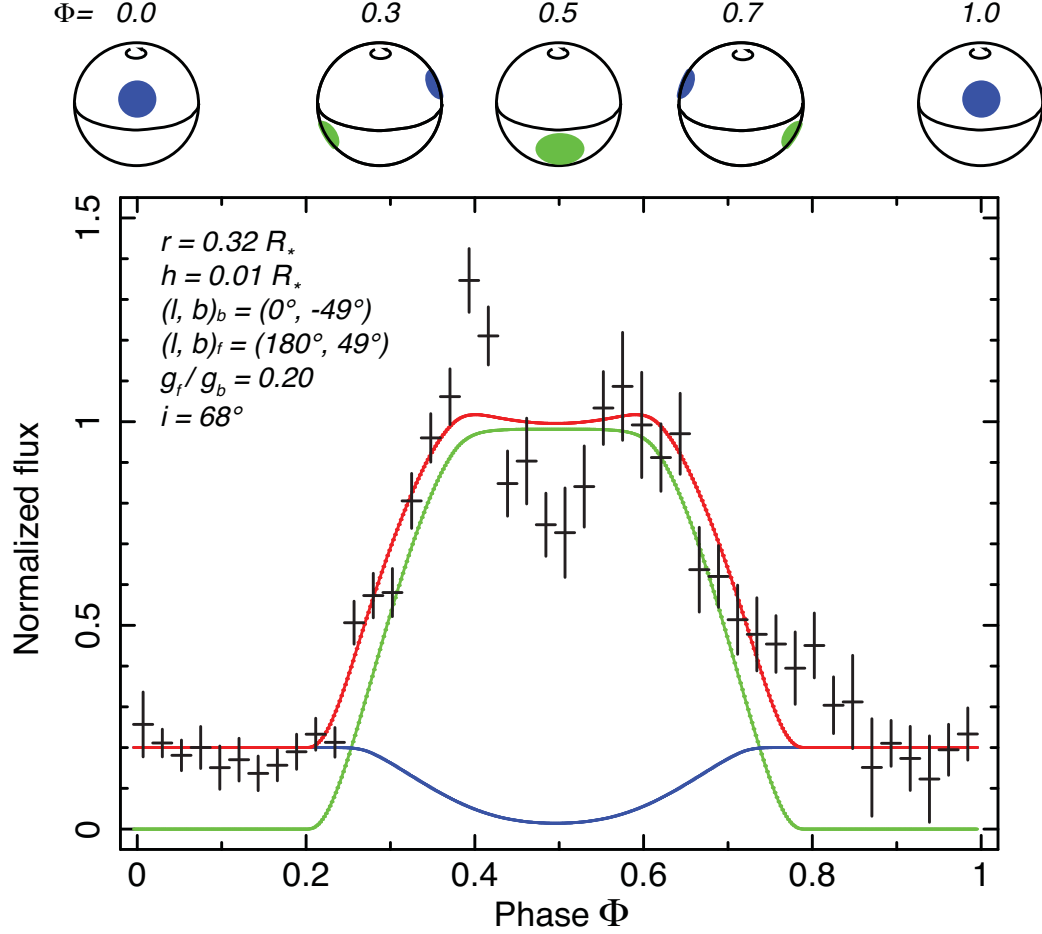 Φ= 0.0 0.3 0.5 0.7 1.0
1.5
r = 0.32 R*
h = 0.01 R*
(l, b)b = (0°, -49°)
(l, b)f = (180°, 49°)
gf / gb = 0.20
i = 68°
1
0.5
0
Normalized flux
0 0.2 0.4 0.6 0.8 1
Phase Φ